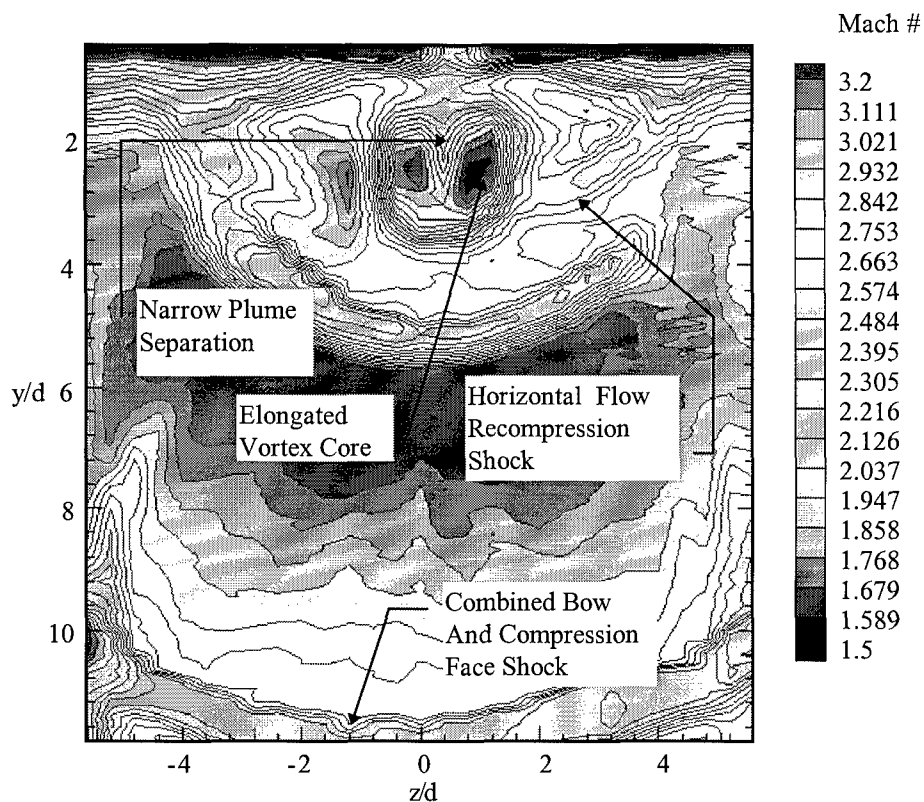 Mach #
3.2
3.111
3.021
2.932
2.842
2.753
2.663
2.574
2.484
2.395
2.305
2.216
2.126
2.037
1.947
1.858
1.768
1.679
1.589
1.5
2
4
y/d 6
8
10
Narrow Plume
Separation
Elongated
Vortex Core
Horizontal Flow
Recompression
Shock
Combined Bow
And Compression
Face Shock
-4 -2 0 2 4
z/d